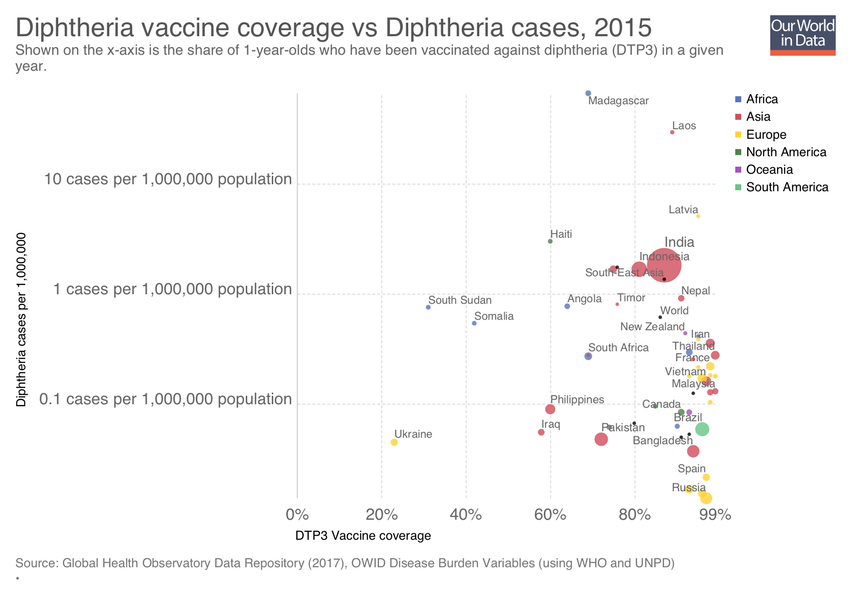 Diphtheria vaccine coverage vs Diphtheria cases, 2015
Our World
in Data
Shown on the x-axis is the share of 1-year-olds who have been vaccinated against diphtheria (DTP3) in a given
year.
Africa
Asia
Europe
North America
Oceania
South America
Diphtheria cases per 1,000,000
10 cases per 1,000,000 population
1 cases per 1,000,000 population
0.1 cases per 1,000,000 population
Madagascar
Laos
Latvia
Haiti
India
Indonesia
South East Asia
Nepal
South Sudan
Angola
Timor
Somalia
World
New Zealand
Iran
South Africa
Thailand
France
Vietnam
Malaysia
Philippines
Canada
Iraq
Pakistan
Brazil
Ukraine
Bangladesh
Spain
Russia
0%
20%
40%
60%
80%
99%
DTP3 Vaccine coverage
Source: Global Health Observatory Data Repository (2017), OWID Disease Burden Variables (using WHO and UNPD)
•